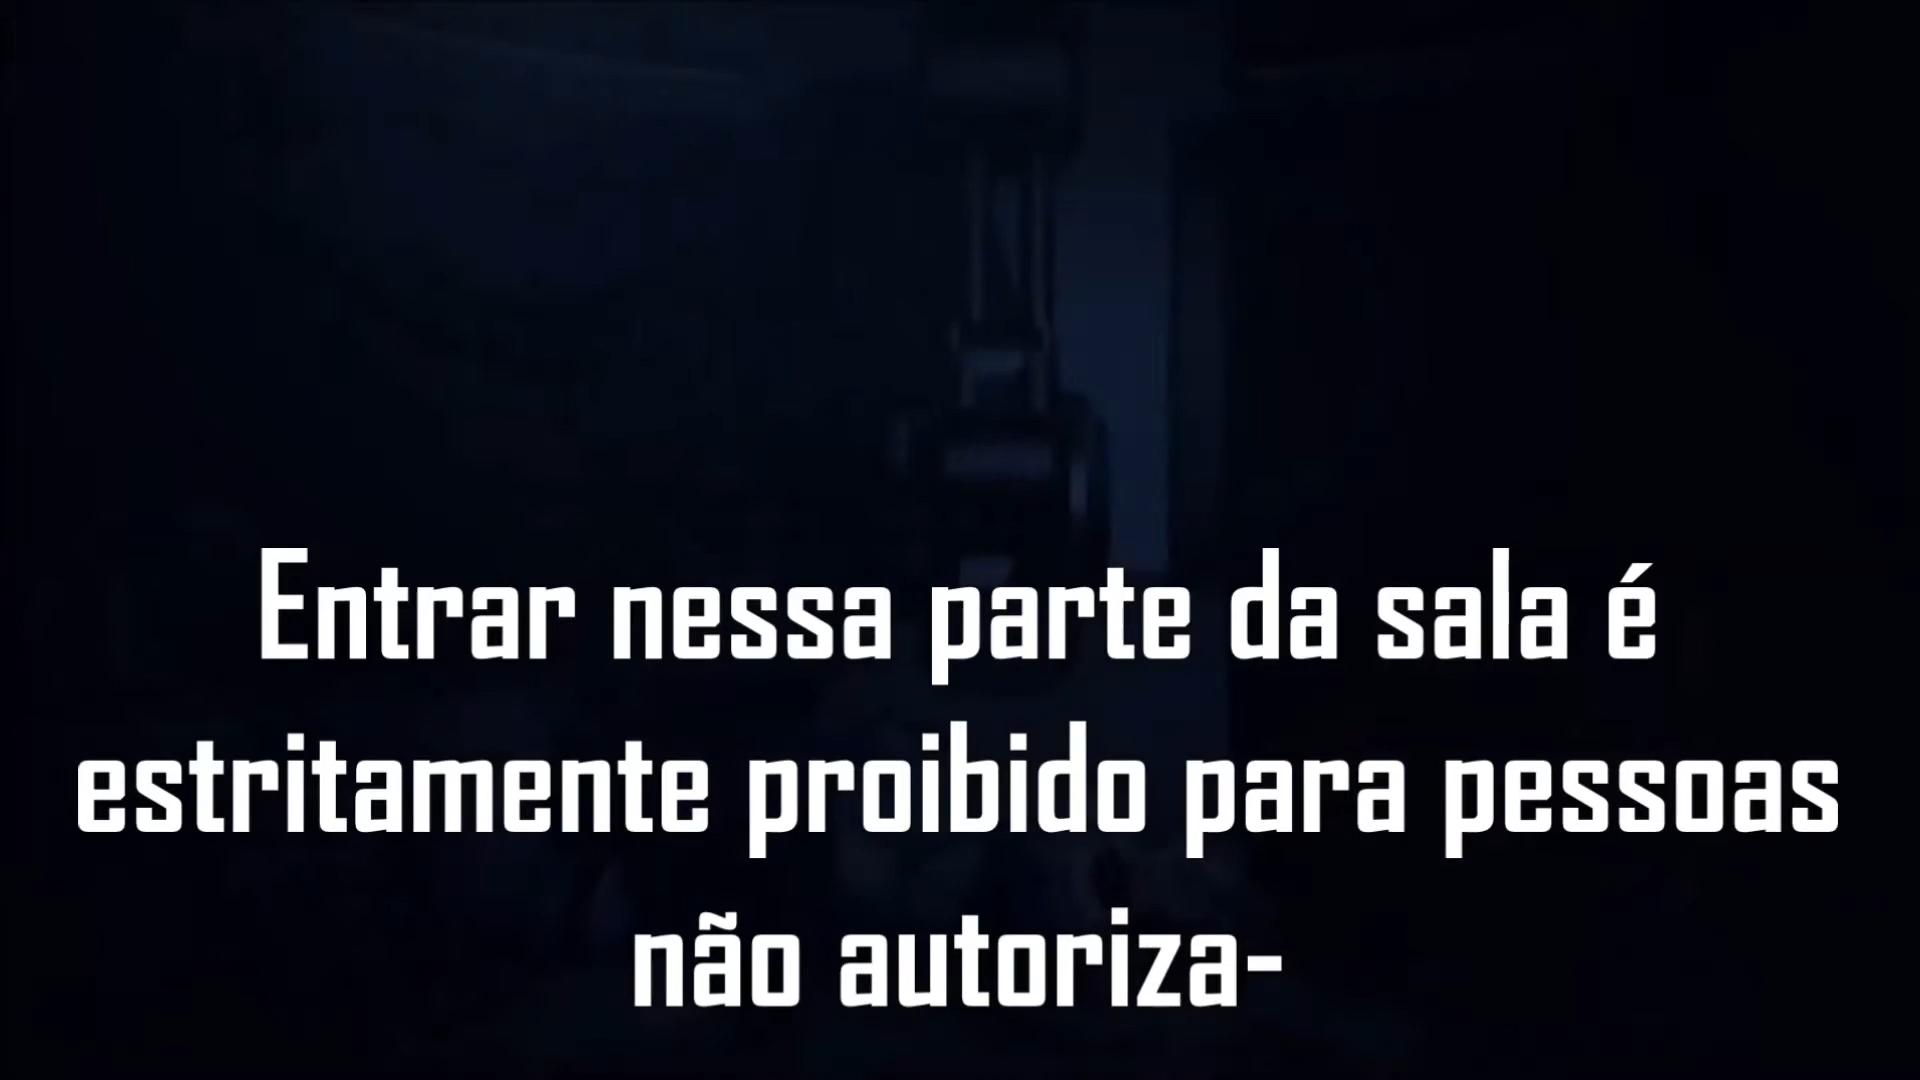 Entrar nessa parte da sala é
estritamente proibido para pessoas
não autoriza-